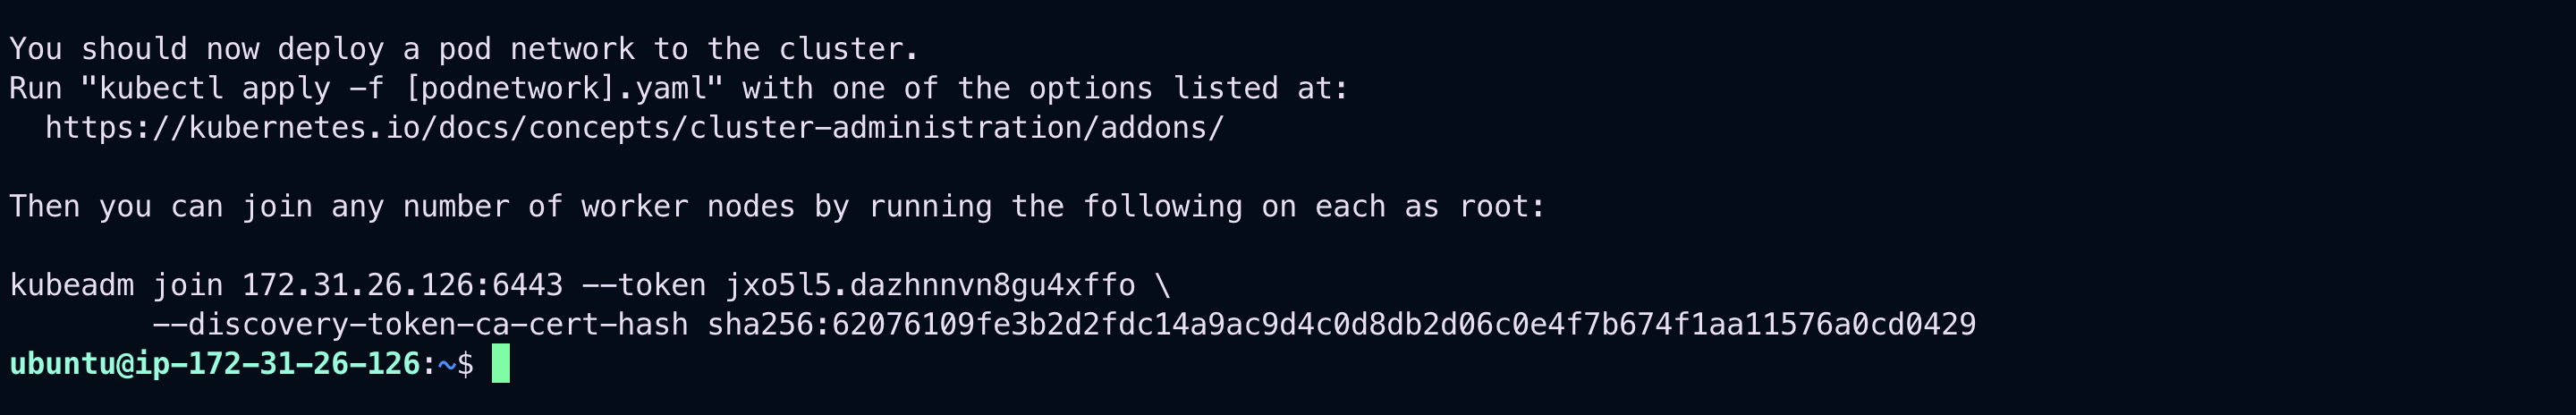 You should now deploy a pod network to the cluster.
Run "kubectl apply -f [podnetwork].yaml" with one of the options listed at:
  https://kubernetes.io/docs/concepts/cluster-administration/addons/

Then you can join any number of worker nodes by running the following on each as root:

kubeadm join 172.31.26.126:6443 --token jxo5l5.dazhnnvn8gu4xffo \
        --discovery-token-ca-cert-hash sha256:62076109fe3b2d2fdc14a9ac9d4c0d8db2d06c0e4f7b674f1aa11576a0cd0429
ubuntu@ip-172-31-26-126:~$